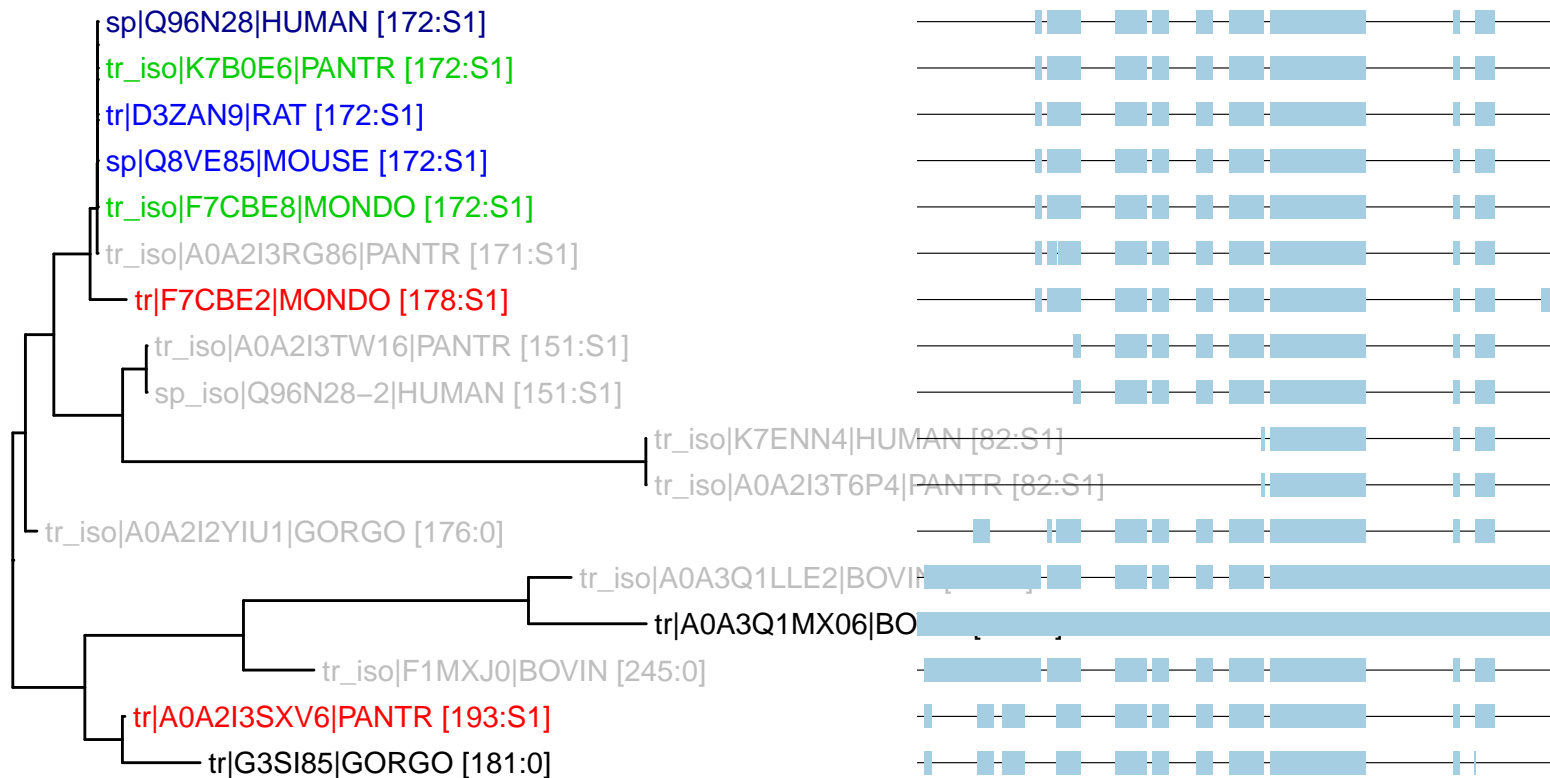 sp|Q96N28|HUMAN [172:S1]
tr_iso|K7B0E6|PANTR [172:S1]
tr|D3ZAN9|RAT [172:S1]
sp|Q8VE85|MOUSE [172:S1]
tr_iso|F7CBE8|MONDO [172:S1]
tr_iso|A0A2I3RG86|PANTR [171:S1]
tr|F7CBE2|MONDO [178:S1]
tr_iso|A0A2I3TW16|PANTR [151:S1]
sp_iso|Q96N28−2|HUMAN [151:S1]
tr_iso|K7ENN4|HUMAN [82:S1]
tr_iso|A0A2I3T6P4|PANTR [82:S1]
tr_iso|A0A2I2YIU1|GORGO [176:0]
tr_iso|A0A3Q1LLE2|BOVIN
tr|A0A3Q1MX06|BO
tr_iso|F1MXJ0|BOVIN [245:0]
tr|A0A2I3SXV6|PANTR [193:S1]
tr|G3SI85|GORGO [181:0]